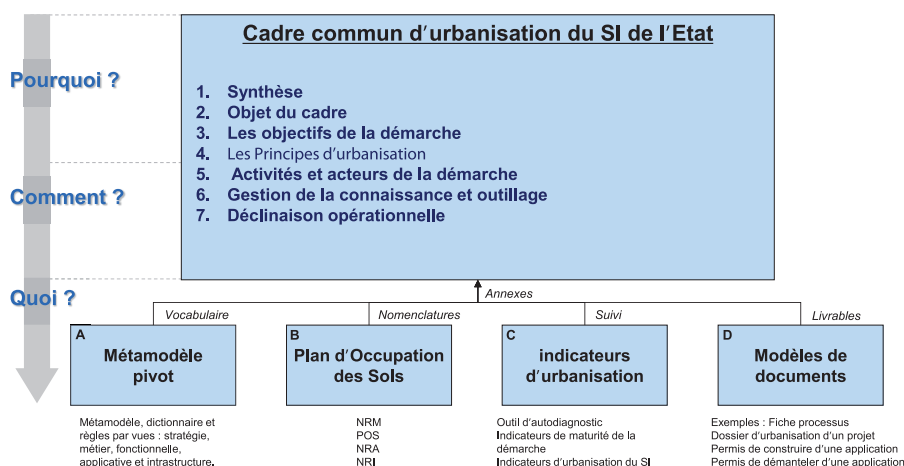 Cadre commun d'urbanisation du SI de l'Etat
Pourquoi ?
1. Synthèse
2. Objet du cadre
3. Les objectifs de la démarche
4. Les Principes d'urbanisation
5. Activités et acteurs de la démarche
6. Gestion de la connaissance et outillage
7. Déclinaison opérationnelle
Comment ?
Quoi ?
Annexes
Vocabulaire
Nomenclatures
Suivi
Livrables
A
Métamodèle
pivot
B
Plan d'Occupation
des Sols
C
indicateurs
d'urbanisation
D
Modèles de
documents
Métamodèle, dictionnaire et
règles par vues : stratégie,
métier, fonctionnelle,
applicative et infrastructure.
NRM
POS
NRA
NRI
Outil d'autodiagnostic
Indicateurs de maturité de la
démarche
Indicateurs d'urbanisation du SI
Exemples : Fiche processus
Dossier d'urbanisation d'un projet
Permis de construire d'une application
Permis de démanteler d'une application